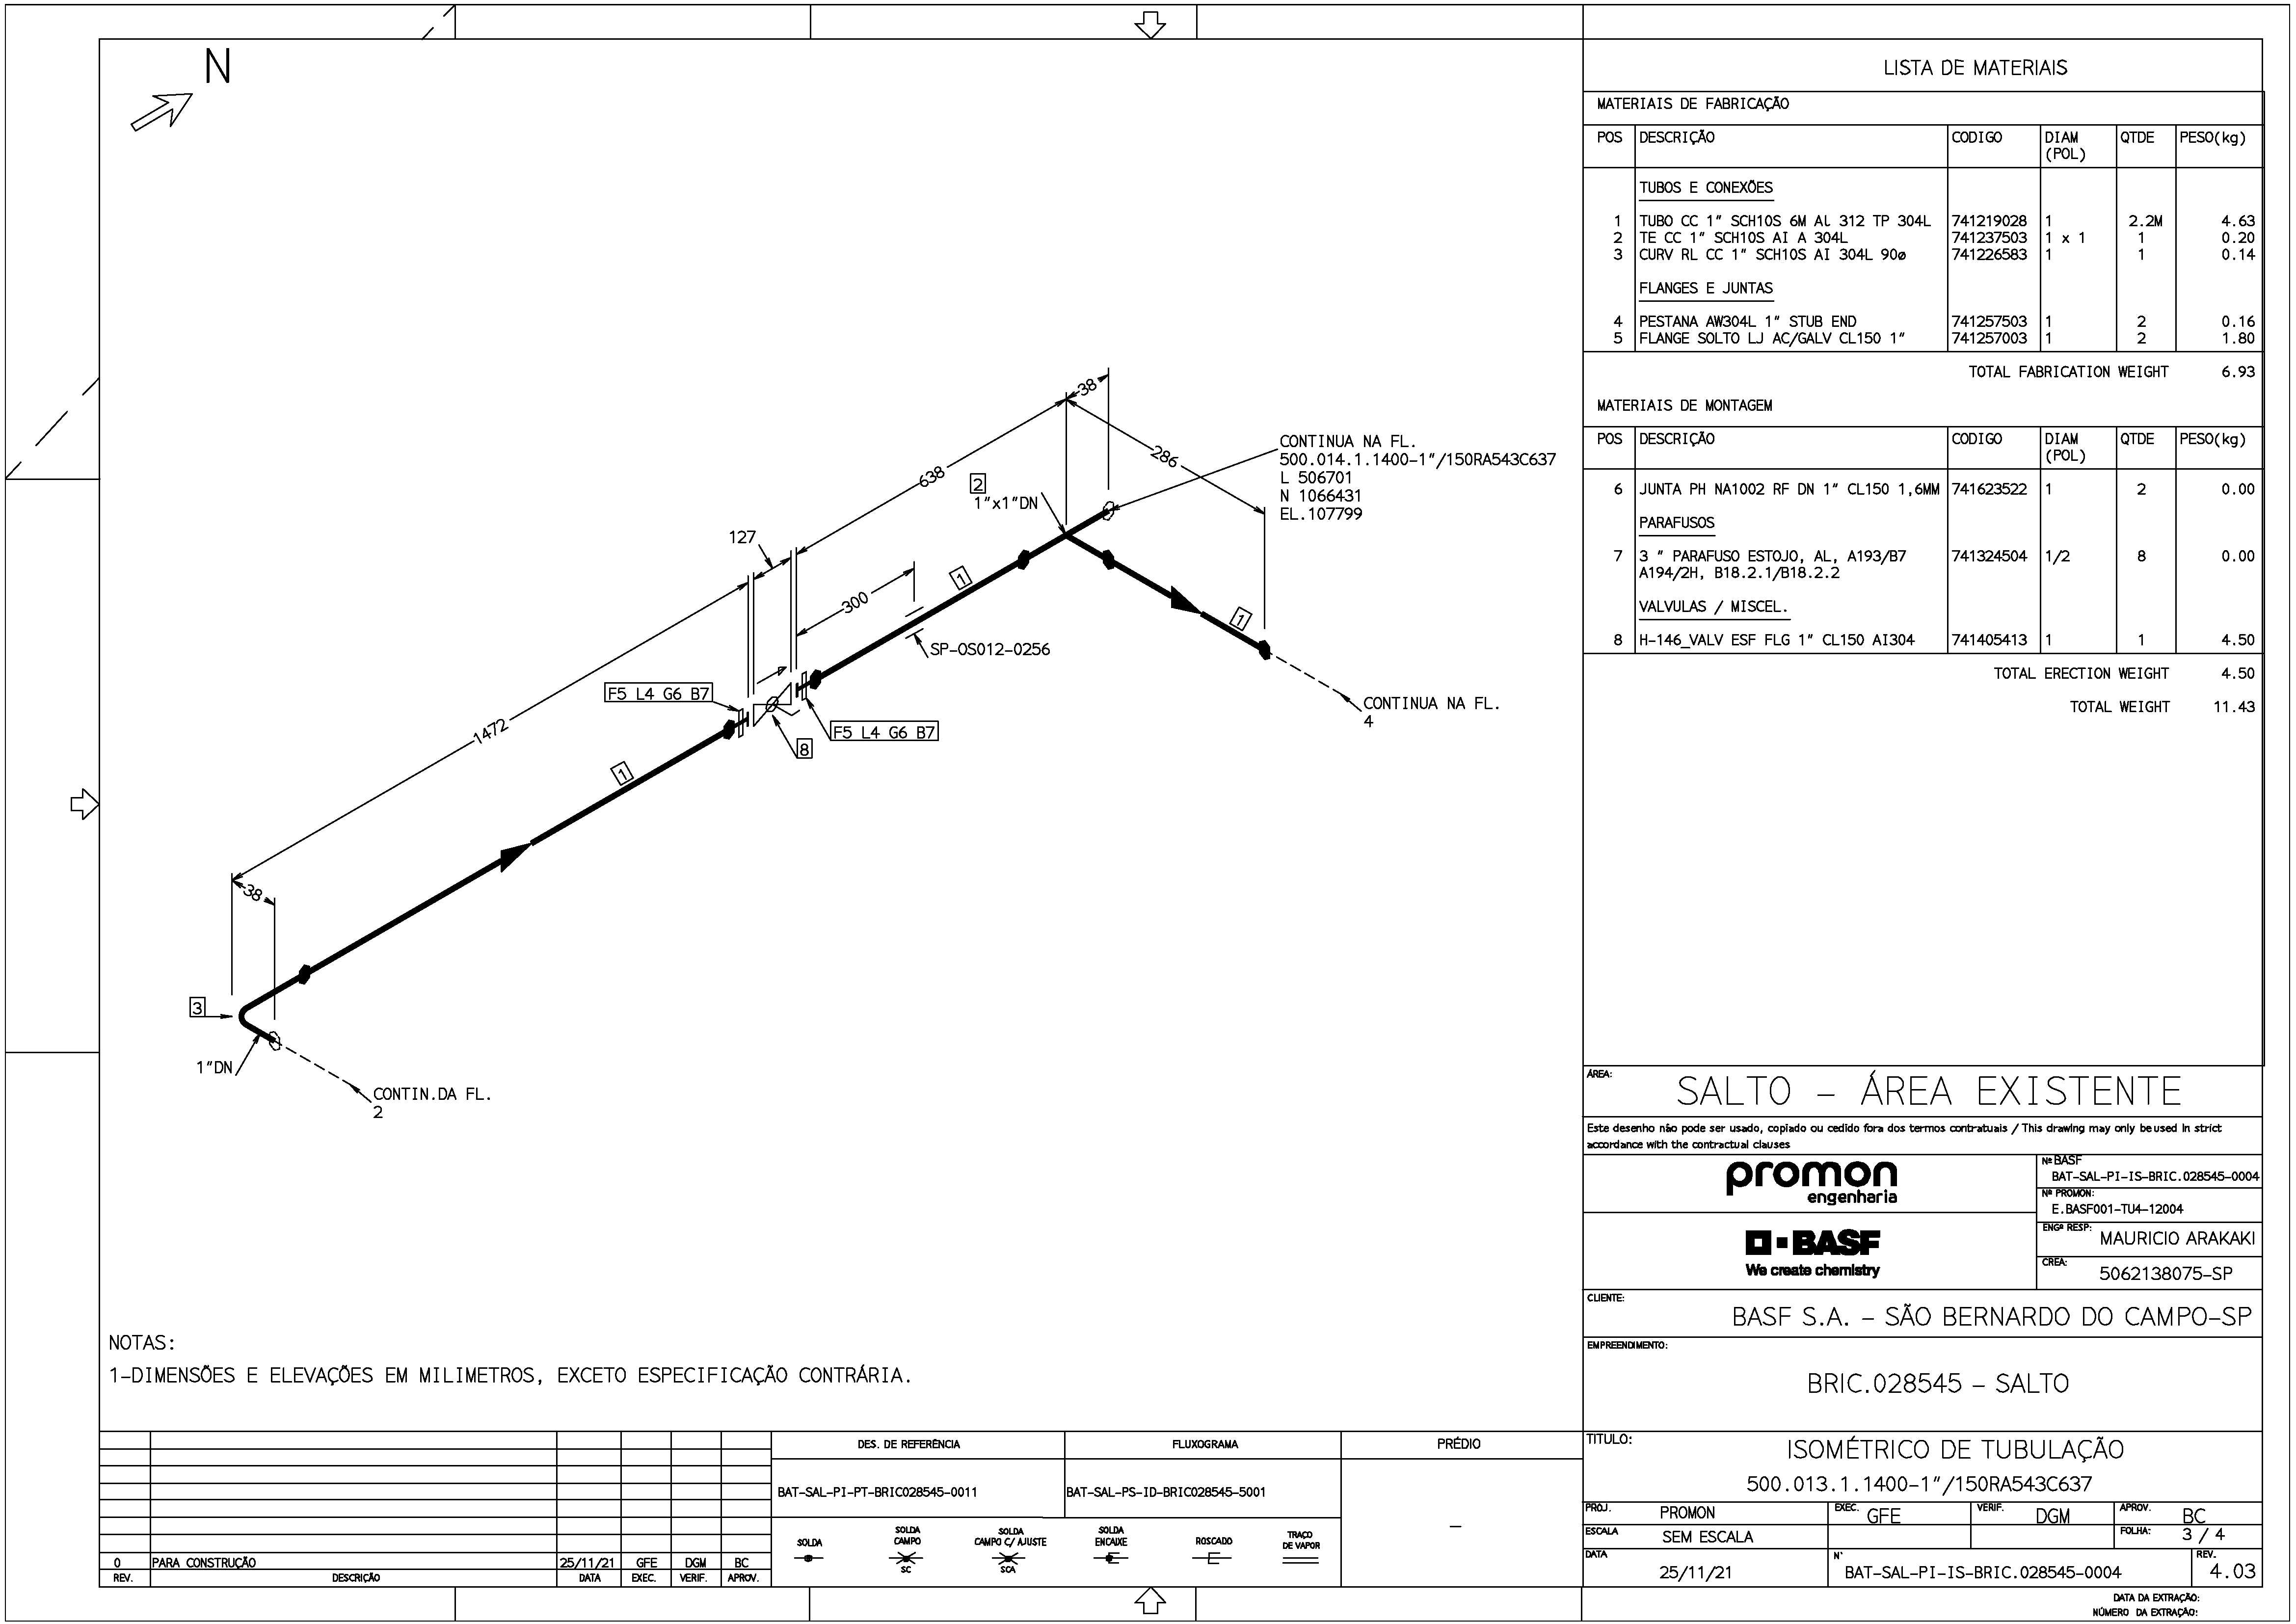 N
38
286
638
127
300
1472
38
2
1"x1"DN
CONTINUA NA FL.
500.014.1.1400-1"/150RA543C637
L 506701
N 1066431
EL.107799
1
1
1
SP-OS012-0256
F5 L4 G6 B7
F5 L4 G6 B7
8
CONTINUA NA FL.
4
3
1"DN
CONTIN.DA FL.
2
NOTAS:
1-DIMENSÕES E ELEVAÇÕES EM MILIMETROS, EXCETO ESPECIFICAÇÃO CONTRÁRIA.
LISTA DE MATERIAIS
MATERIAIS DE FABRICAÇÃO
POS DESCRIÇÃO CODIGO DIAM (POL) QTDE PESO(kg)
TUBOS E CONEXÕES
1 TUBO CC 1" SCH10S 6M Al 312 TP 304L 741219028 1 2.2M 4.63
2 TE CC 1" SCH10S AI A 304L 741237503 1 x 1 1 0.20
3 CURV RL CC 1" SCH10S AI 304L 90ø 741226583 1 1 0.14
FLANGES E JUNTAS
4 PESTANA AW304L 1" STUB END 741257503 1 2 0.16
5 FLANGE SOLTO LJ AC/GALV CL150 1" 741257003 1 2 1.80
TOTAL FABRICATION WEIGHT 6.93
MATERIAIS DE MONTAGEM
POS DESCRIÇÃO CODIGO DIAM (POL) QTDE PESO(kg)
6 JUNTA PH NA1002 RF DN 1" CL150 1,6MM 741623522 1 2 0.00
PARAFUSOS
7 3 " PARAFUSO ESTOJO, AL, A193/B7 741324504 1/2 8 0.00
A194/2H, B18.2.1/B18.2.2
VALVULAS / MISCEL.
8 H-146_VALV ESF FLG 1" CL150 AI304 741405413 1 1 4.50
TOTAL ERECTION WEIGHT 4.50
TOTAL WEIGHT 11.43
ÁREA:
SALTO - ÁREA EXISTENTE
Este desenho não pode ser usado, copiado ou cedido fora dos termos contratuais / This drawing may only be used in strict
accordance with the contractual clauses
promon
engenharia
Nº BASF
BAT-SAL-PI-IS-BRIC.028545-0004
Nº PROMON:
E.BASF001-TU4-12004
BASF
We create chemistry
ENGº RESP:
MAURICIO ARAKAKI
CREA:
5062138075-SP
CLIENTE:
BASF S.A. - SÃO BERNARDO DO CAMPO-SP
EMPREENDIMENTO:
BRIC.028545 - SALTO
TITULO:
ISOMÉTRICO DE TUBULAÇÃO
500.013.1.1400-1"/150RA543C637
PROJ. PROMON EXEC. GFE VERIF. DGM APROV. BC
ESCALA SEM ESCALA FOLHA: 3 / 4
DATA 25/11/21 N° BAT-SAL-PI-IS-BRIC.028545-0004 REV. 4.03
DATA DA EXTRAÇÃO:
NÚMERO DA EXTRAÇÃO:
0 PARA CONSTRUÇÃO 25/11/21 GFE DGM BC
REV. DESCRIÇÃO DATA EXEC. VERIF. APROV.
DES. DE REFERÊNCIA FLUXOGRAMA PRÉDIO
BAT-SAL-PI-PT-BRIC028545-0011 BAT-SAL-PS-ID-BRIC028545-5001 -
SOLDA
SOLDA CAMPO
SC
SOLDA CAMPO C/ AJUSTE
SCA
SOLDA ENCAIXE
ROSCADO
TRAÇO DE VAPOR